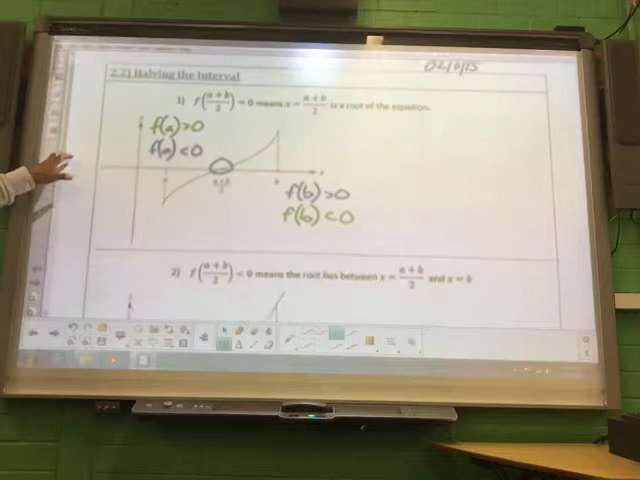 2.2) Halving the Interval
02/10/15
1) f((a+b)/2) = 0 means x = (a+b)/2 is a root of the equation.
f(a)>0
f(a)<0
a
(a+b)/2
b
x
f(b)>0
f(b)<0
2) f((a+b)/2) < 0 means the root lies between x = (a+b)/2 and x = b